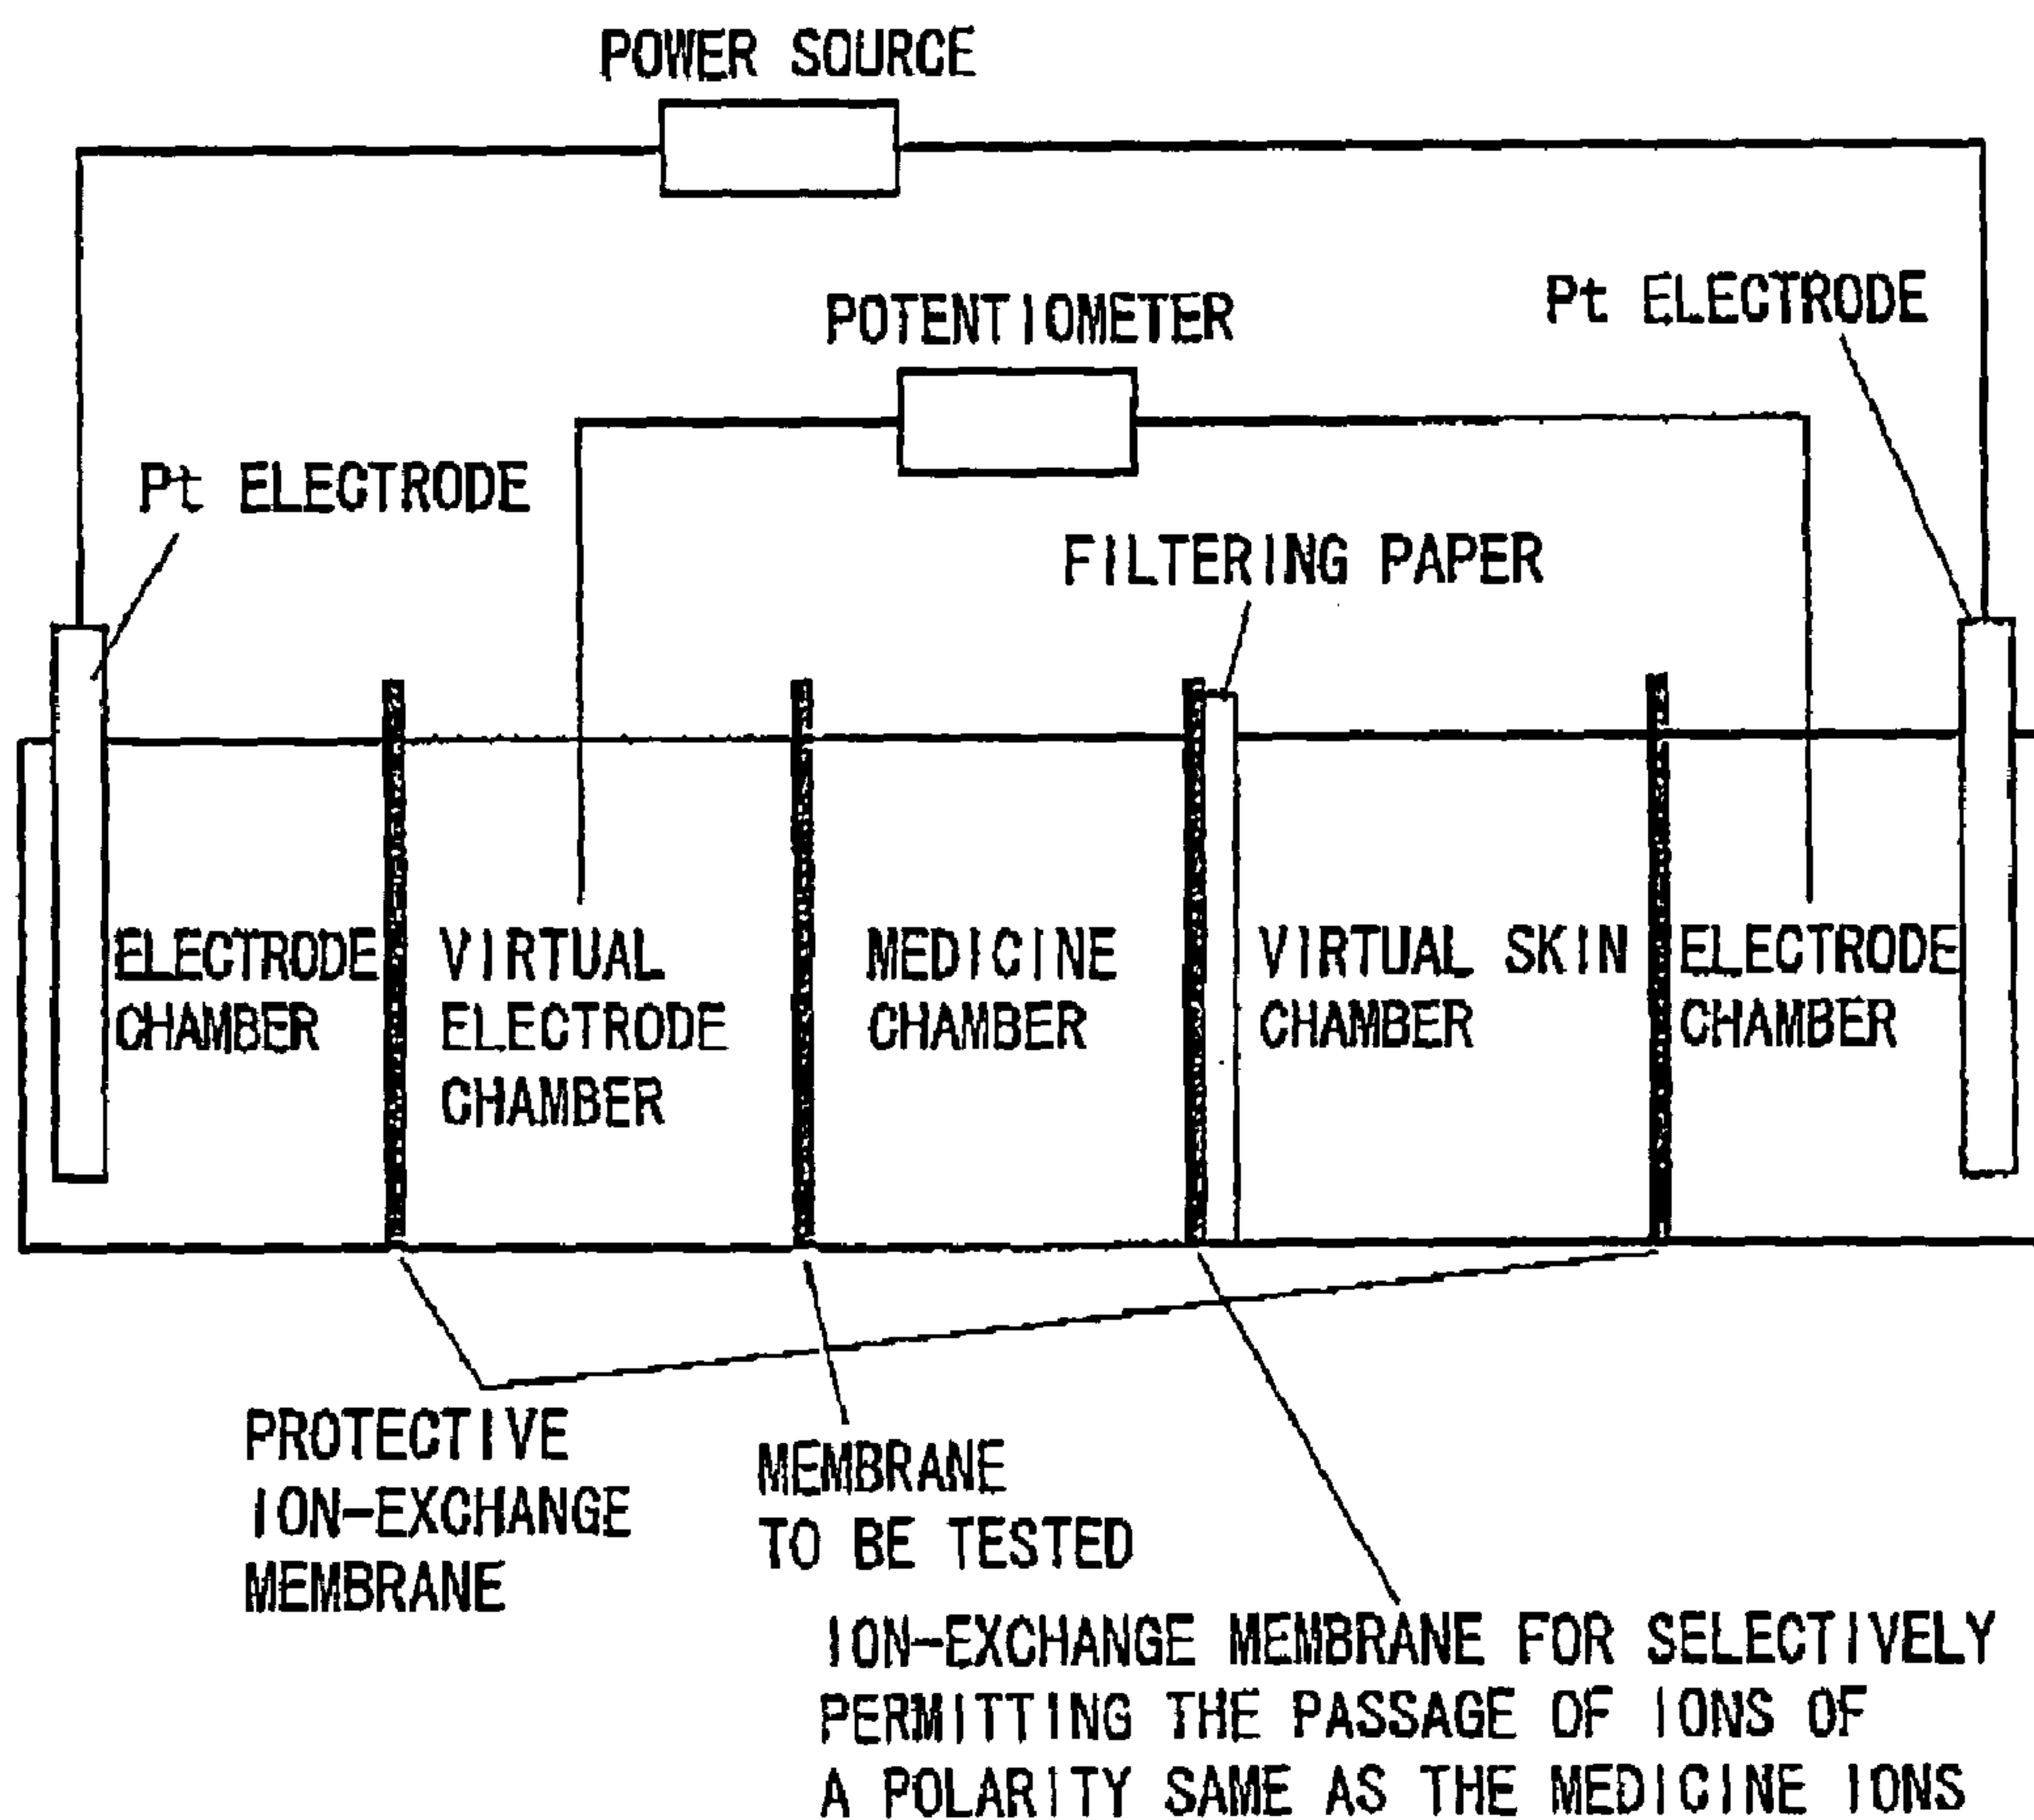 POWER SOURCE
POTENTIOMETER
Pt ELECTRODE
Pt ELECTRODE
FILTERING PAPER
ELECTRODE
CHAMBER
VIRTUAL
ELECTRODE
CHAMBER
MEDICINE
CHAMBER
VIRTUAL SKIN
CHAMBER
ELECTRODE
CHAMBER
PROTECTIVE
ION-EXCHANGE
MEMBRANE
MEMBRANE
TO BE TESTED
ION-EXCHANGE MEMBRANE FOR SELECTIVELY
PERMITTING THE PASSAGE OF IONS OF
A POLARITY SAME AS THE MEDICINE IONS